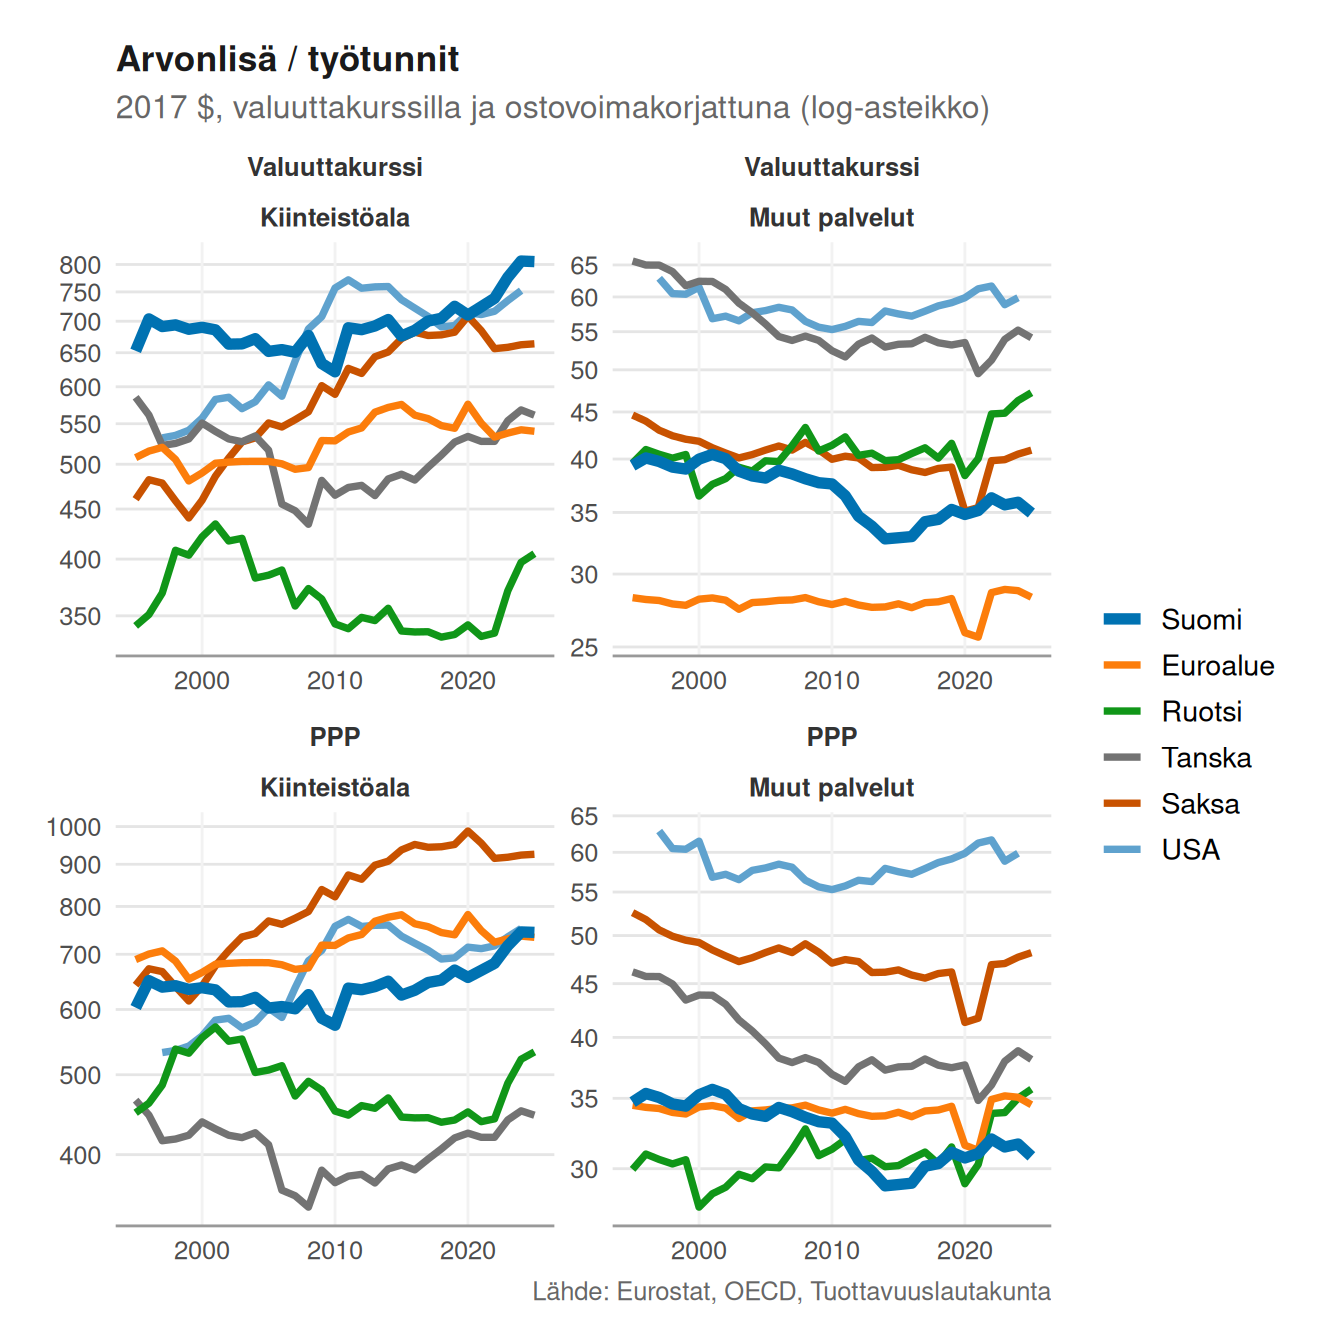 Arvonlisä / työtunnit
2017 $, valuuttakurssilla ja ostovoimakorjattuna (log-asteikko)
Valuuttakurssi
Kiinteistöala
800
750
700
650
600
550
500
450
400
350
2000 2010 2020
Valuuttakurssi
Muut palvelut
65
60
55
50
45
40
35
30
25
2000 2010 2020
PPP
Kiinteistöala
1000
900
800
700
600
500
400
2000 2010 2020
PPP
Muut palvelut
65
60
55
50
45
40
35
30
2000 2010 2020
Suomi
Euroalue
Ruotsi
Tanska
Saksa
USA
Lähde: Eurostat, OECD, Tuottavuuslautakunta